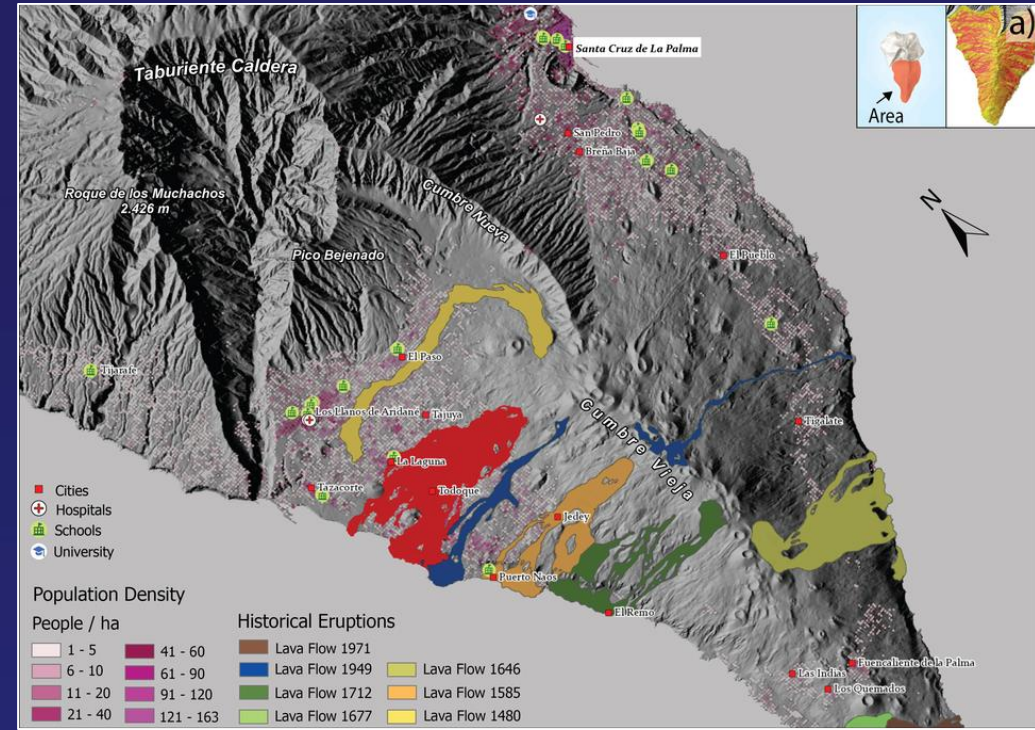 Santa Cruz de La Palma
a)
Area
Taburiente Caldera
San Pedro
Breña Baja
Roque de los Muchachos
2.426 m
Cumbre Nueva
N
Pico Bejenado
El Pueblo
El Paso
Tijarafe
Los Llanos de Aridane
Tajuya
Cumbre Vieja
Tigalate
La Laguna
Tazacorte
Todoque
Jedey
Puerto Naos
El Remo
Fuencaliente de la Palma
Las Indias
Los Quemados
Cities
Hospitals
Schools
University
Population Density
People / ha
1 - 5
6 - 10
11 - 20
21 - 40
41 - 60
61 - 90
91 - 120
121 - 163
Historical Eruptions
Lava Flow 1971
Lava Flow 1949
Lava Flow 1712
Lava Flow 1677
Lava Flow 1646
Lava Flow 1585
Lava Flow 1480